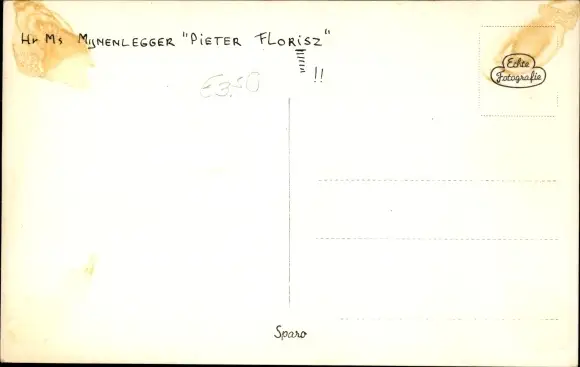 Hr Ms Mijnenlegger "Pieter Florisz"
!!
Echte
Fotografie
Sparo